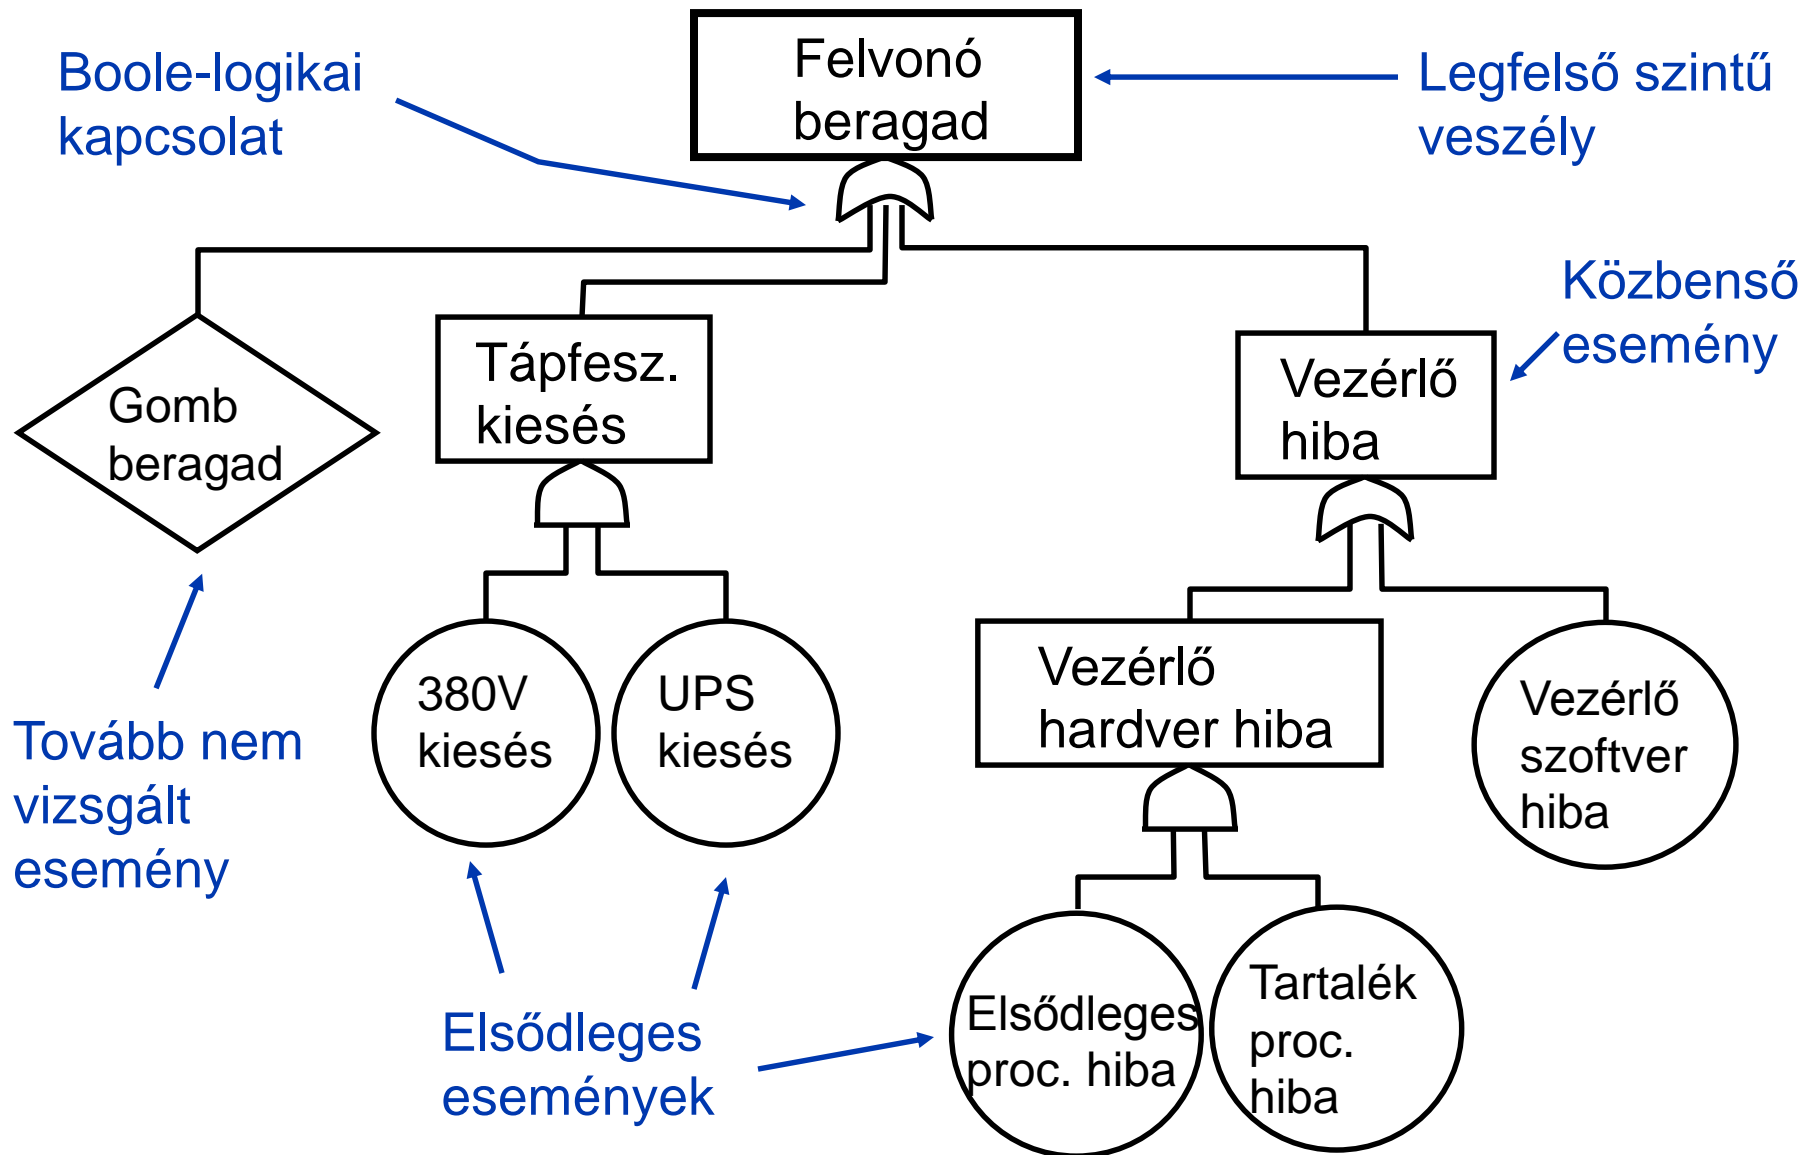 Felvonó
beragad
Boole-logikai
kapcsolat
Legfelső szintű
veszély
Közbenső
esemény
Gomb
beragad
Tápfesz.
kiesés
Vezérlő
hiba
380V
kiesés
UPS
kiesés
Vezérlő
hardver hiba
Vezérlő
szoftver
hiba
Tovább nem
vizsgált
esemény
Elsődleges
események
Elsődleges
proc. hiba
Tartalék
proc.
hiba